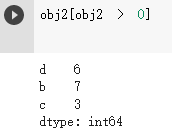 obj2[obj2 > 0]
d    6
b    7
c    3
dtype: int64